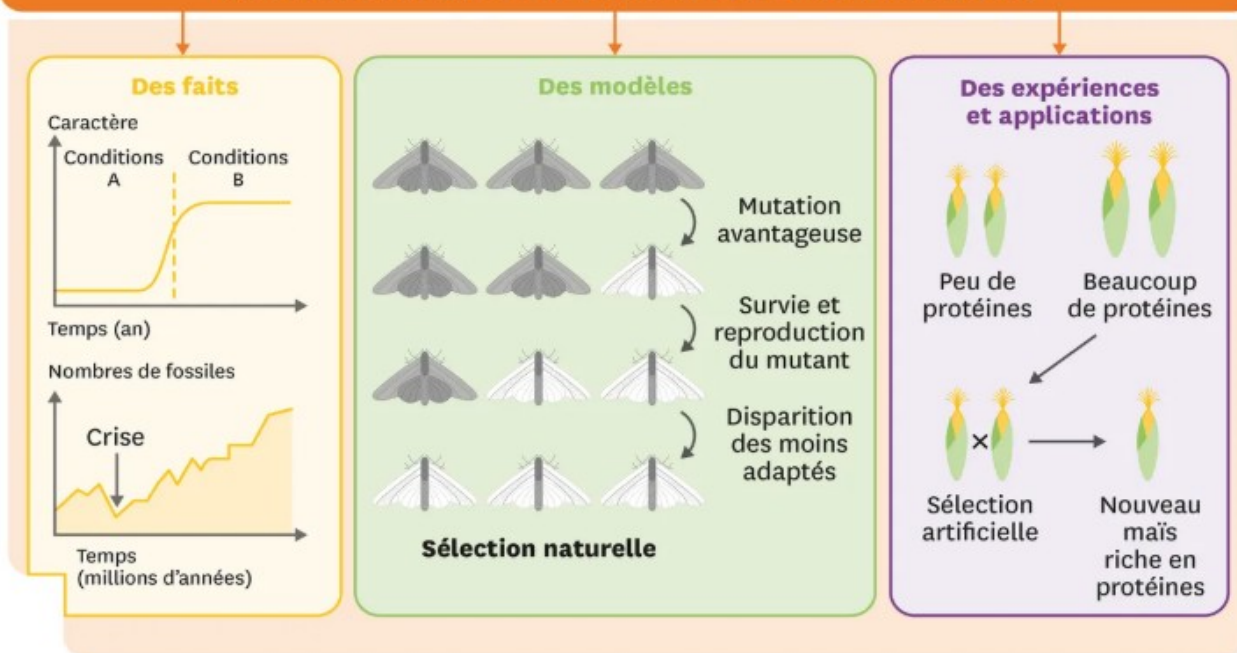 Des faits
Caractère
Conditions
A
Conditions
B
Temps (an)
Nombres de fossiles
Crise
Temps
(millions d'années)
Des modèles
Mutation
avantageuse
Survie et
reproduction
du mutant
Disparition
des moins
adaptés
Sélection naturelle
Des expériences
et applications
Peu de
protéines
Beaucoup
de protéines
×
Sélection
artificielle
Nouveau
maïs
riche en
protéines